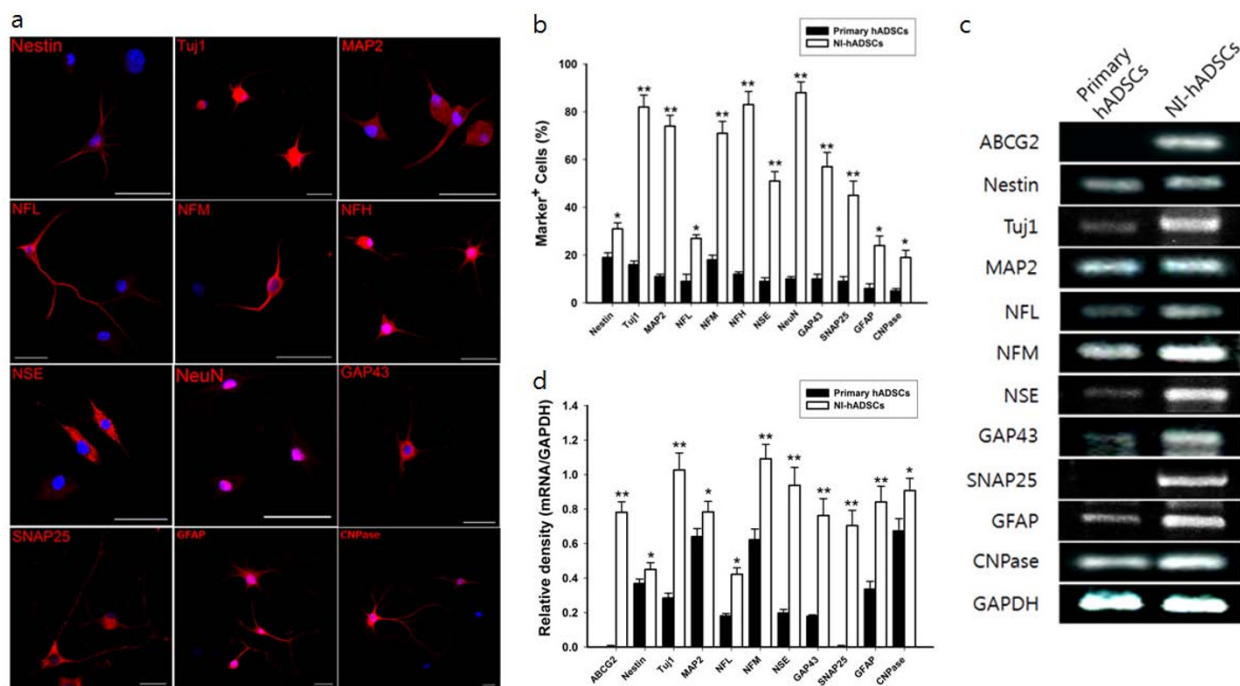 a
Nestin
Tuj1
MAP2
NFL
NFM
NFH
NSE
NeuN
GAP43
SNAP25
GFAP
CNPase
b
Primary hADSCs
NI-hADSCs
Marker+ Cells (%)
100
80
60
40
20
0
* ** ** * ** ** ** ** ** ** * *
Nestin Tuj1 MAP2 NFL NFM NFH NSE NeuN GAP43 SNAP25 GFAP CNPase
d
Primary hADSCs
NI-hADSCs
Relative density (mRNA/GAPDH)
1.4
1.2
1.0
0.8
0.6
0.4
0.2
0.0
** * ** * * ** ** ** ** ** *
ABCG2 Nestin Tuj1 MAP2 NFL NFM NSE GAP43 SNAP25 GFAP CNPase
c
Primary
hADSCs
NI-hADSCs
ABCG2
Nestin
Tuj1
MAP2
NFL
NFM
NSE
GAP43
SNAP25
GFAP
CNPase
GAPDH